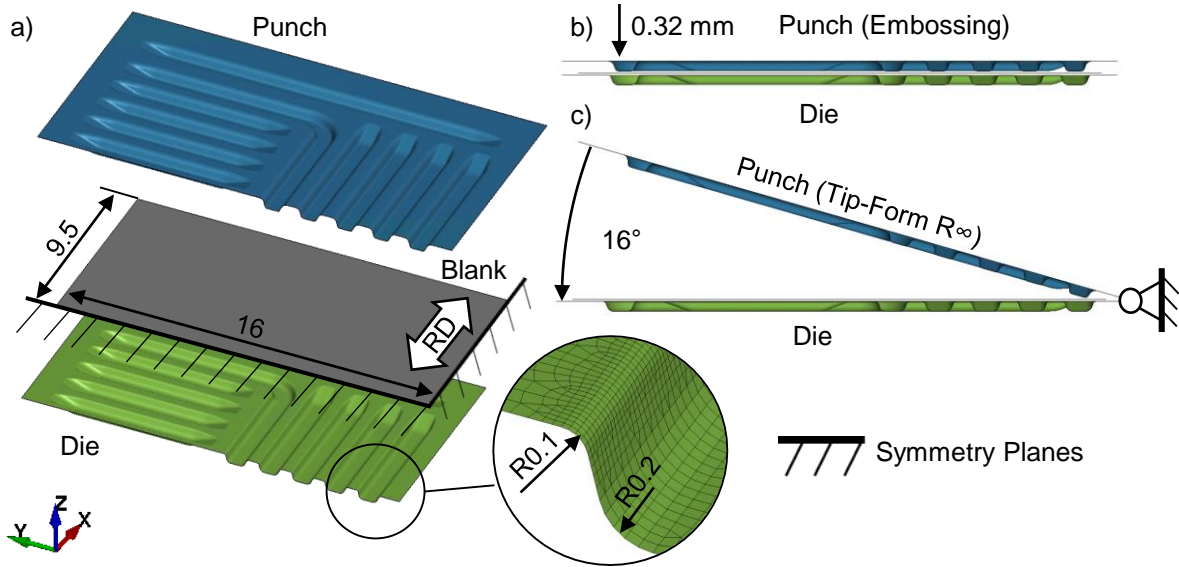 a)
Punch
9.5
16
Blank
RD
Die
R0.1
R0.2
Z
Y
X
b)
0.32 mm
Punch (Embossing)
Die
c)
Punch (Tip-Form R∞)
16°
Die
Symmetry Planes